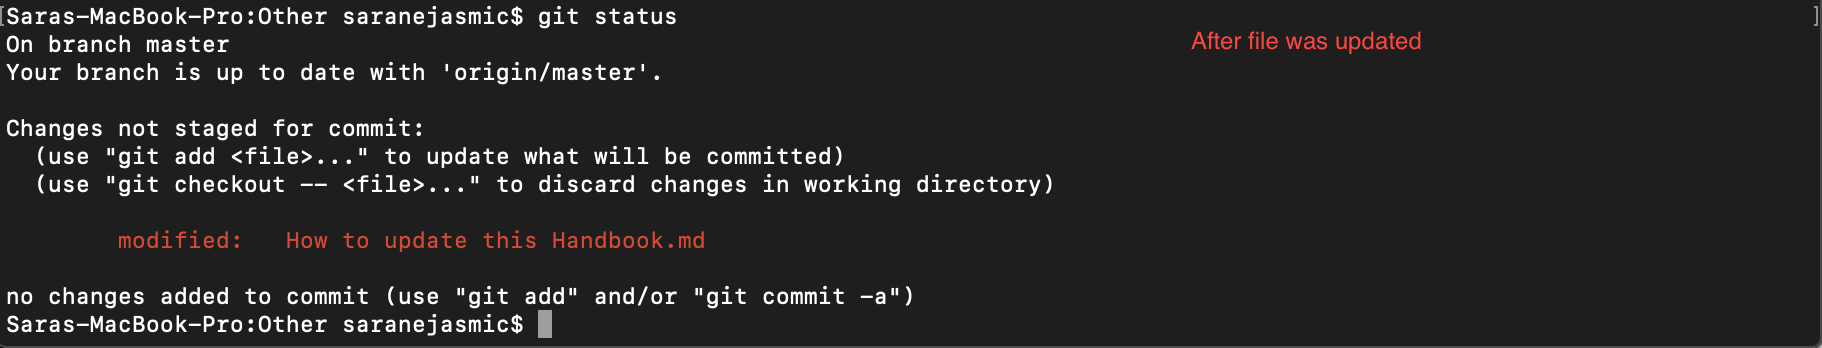 [Saras-MacBook-Pro:Other saranejasmic$ git status ]
On branch master
After file was updated
Your branch is up to date with 'origin/master'.
Changes not staged for commit:
(use "git add <file>..." to update what will be committed)
(use "git checkout -- <file>..." to discard changes in working directory)
modified: How to update this Handbook.md
no changes added to commit (use "git add" and/or "git commit -a")
Saras-MacBook-Pro:Other saranejasmic$